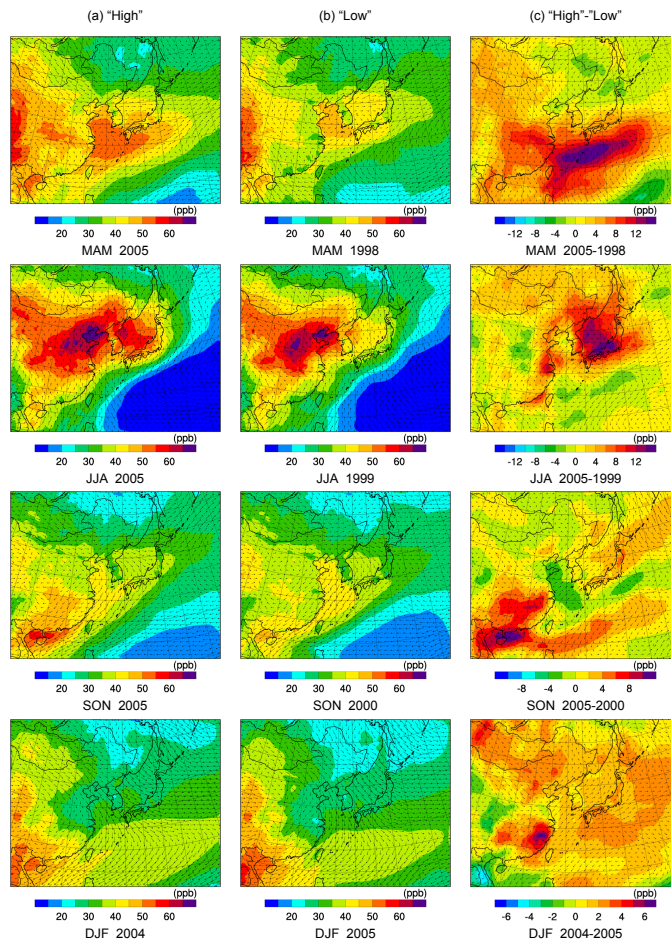 (a) “High” (b) “Low” (c) “High”-”Low”
(ppb) (ppb) (ppb)
20 30 40 50 60 20 30 40 50 60 -12 -8 -4 0 4 8 12
MAM 2005 MAM 1998 MAM 2005-1998
(ppb) (ppb) (ppb)
20 30 40 50 60 20 30 40 50 60 -12 -8 -4 0 4 8 12
JJA 2005 JJA 1999 JJA 2005-1999
(ppb) (ppb) (ppb)
20 30 40 50 60 20 30 40 50 60 -8 -4 0 4 8
SON 2005 SON 2000 SON 2005-2000
(ppb) (ppb) (ppb)
20 30 40 50 60 20 30 40 50 60 -6 -4 -2 0 2 4 6
DJF 2004 DJF 2005 DJF 2004-2005